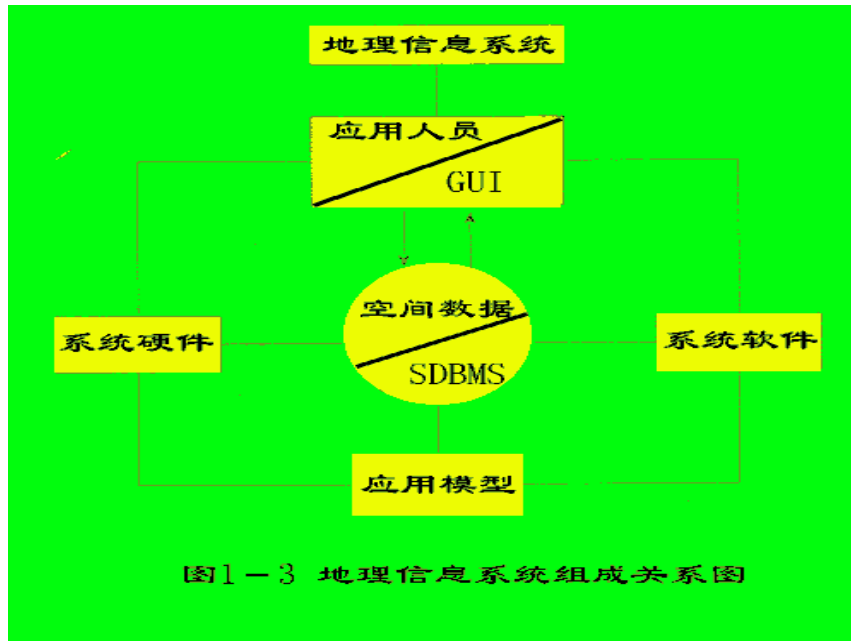 地理信息系统
应用人员
GUI
空间数据
系统硬件
系统软件
SDBMS
应用模型
图1－3 地理信息系统组成关系图